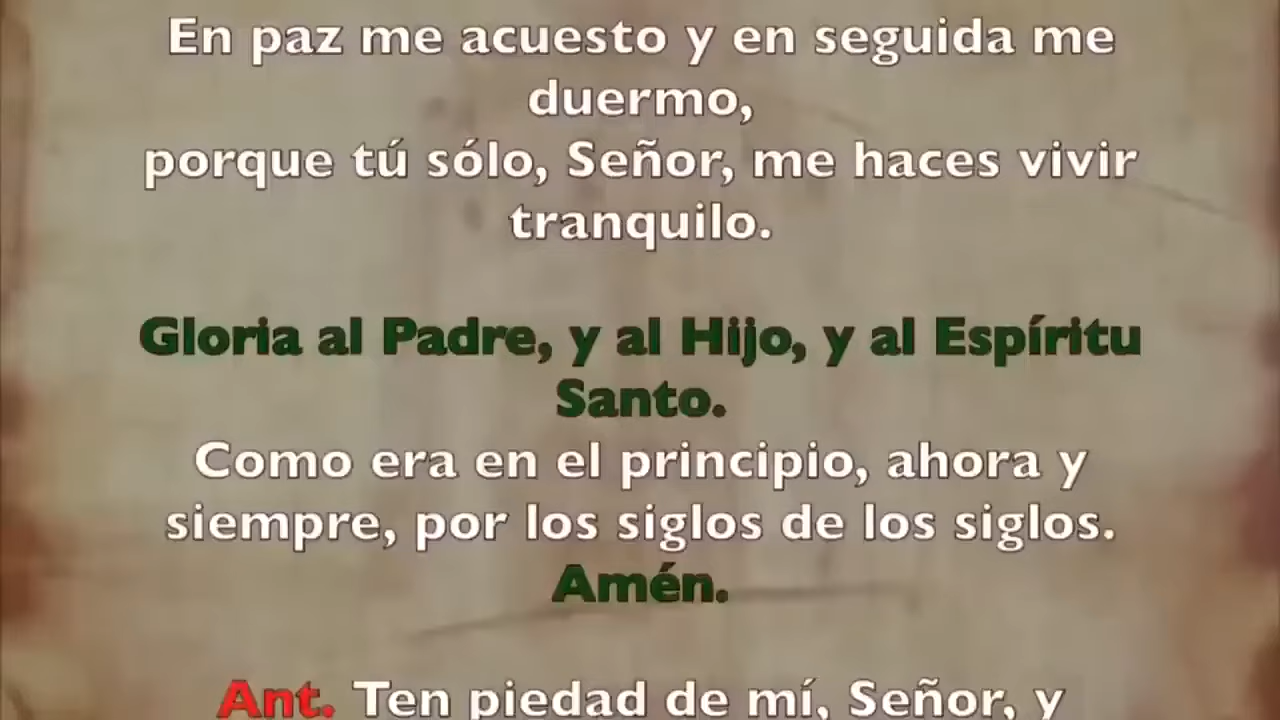 En paz me acuesto y en seguida me
duermo,
porque tú sólo, Señor, me haces vivir
tranquilo.
Gloria al Padre, y al Hijo, y al Espíritu
Santo.
Como era en el principio, ahora y
siempre, por los siglos de los siglos.
Amén.
Ant. Ten piedad de mí, Señor, y